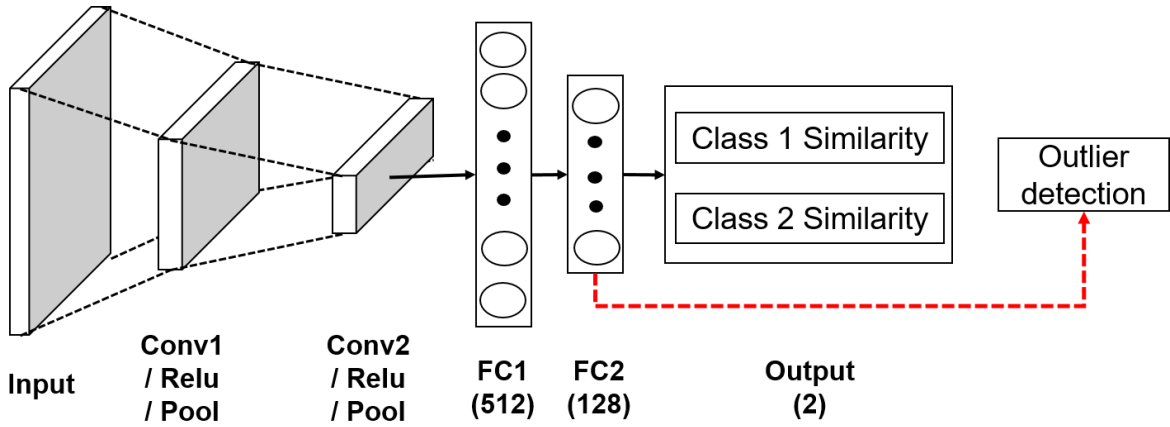 Class 1 Similarity
Class 2 Similarity
Outlier
detection
Input
Conv1
/ Relu
/ Pool
Conv2
/ Relu
/ Pool
FC1
(512)
FC2
(128)
Output
(2)